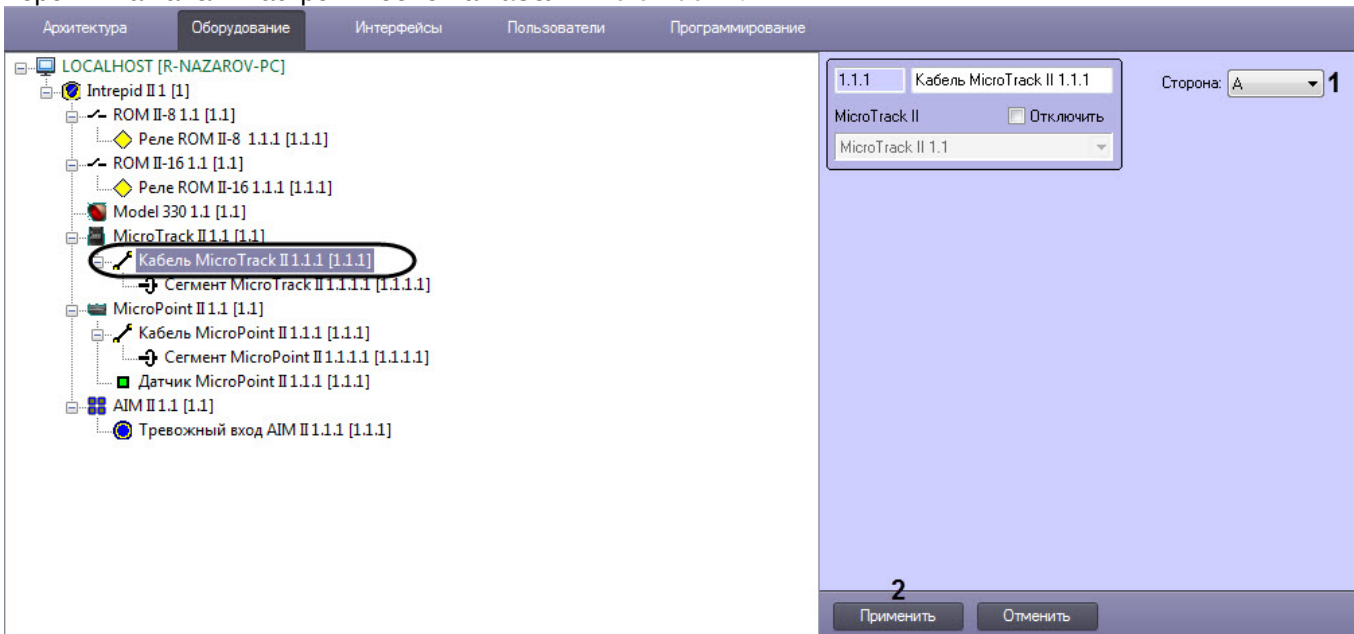 Архитектура Оборудование Интерфейсы Пользователи Программирование
LOCALHOST [R-NAZAROV-PC]
Intrepid II 1 [1]
ROM II-8 1.1 [1.1]
Реле ROM II-8 1.1.1 [1.1.1]
ROM II-16 1.1 [1.1]
Реле ROM II-16 1.1.1 [1.1.1]
Model 330 1.1 [1.1]
MicroTrack II 1.1 [1.1]
Кабель MicroTrack II 1.1.1 [1.1.1]
Сегмент MicroTrack II 1.1.1.1 [1.1.1.1]
MicroPoint II 1.1 [1.1]
Кабель MicroPoint II 1.1.1 [1.1.1]
Сегмент MicroPoint II 1.1.1.1 [1.1.1.1]
Датчик MicroPoint II 1.1.1 [1.1.1]
AIM II 1.1 [1.1]
Тревожный вход AIM II 1.1.1 [1.1.1]
1.1.1 Кабель MicroTrack II 1.1.1 Сторона: A 1
MicroTrack II Отключить
MicroTrack II 1.1
2
Применить Отменить